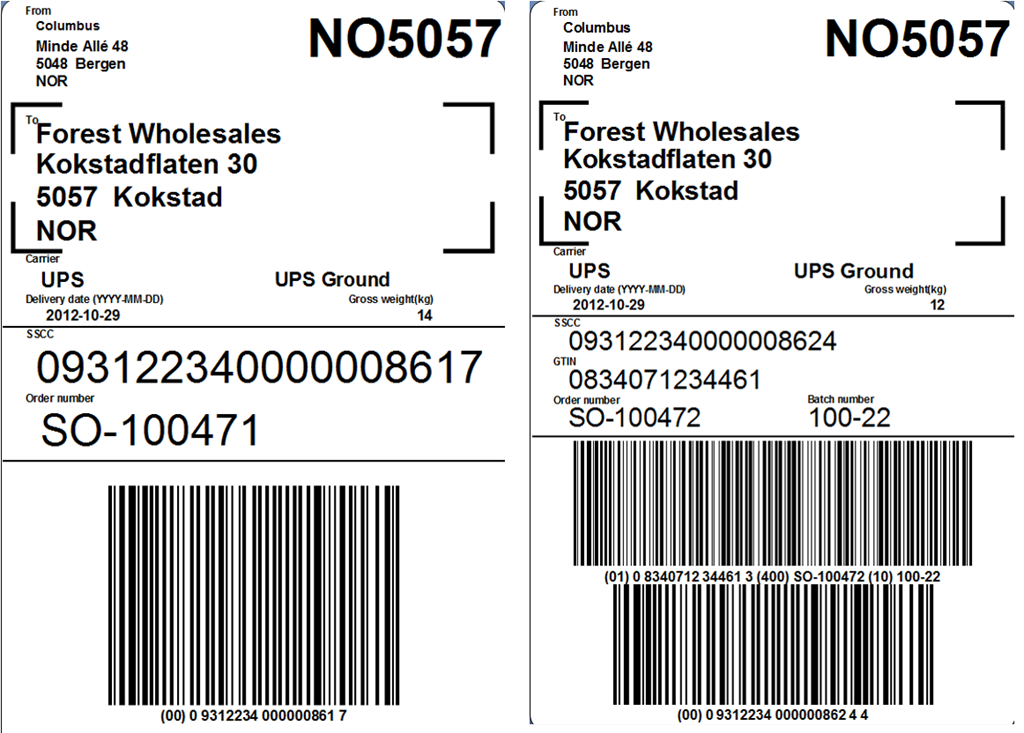 From
Columbus
Minde Allé 48
5048 Bergen
NOR
NO5057
To
Forest Wholesales
Kokstadflaten 30
5057 Kokstad
NOR
Carrier
UPS
UPS Ground
Delivery date (YYYY-MM-DD)
Gross weight(kg)
2012-10-29
14
SSCC
093122340000008617
Order number
SO-100471
(00) 0 9312234 000000861 7
From
Columbus
Minde Allé 48
5048 Bergen
NOR
NO5057
To
Forest Wholesales
Kokstadflaten 30
5057 Kokstad
NOR
Carrier
UPS
UPS Ground
Delivery date (YYYY-MM-DD)
Gross weight(kg)
2012-10-29
12
SSCC
093122340000008624
GTIN
0834071234461
Order number
Batch number
SO-100472
100-22
(01) 0 8340712 34461 3 (400) SO-100472 (10) 100-22
(00) 0 9312234 000000862 4 4